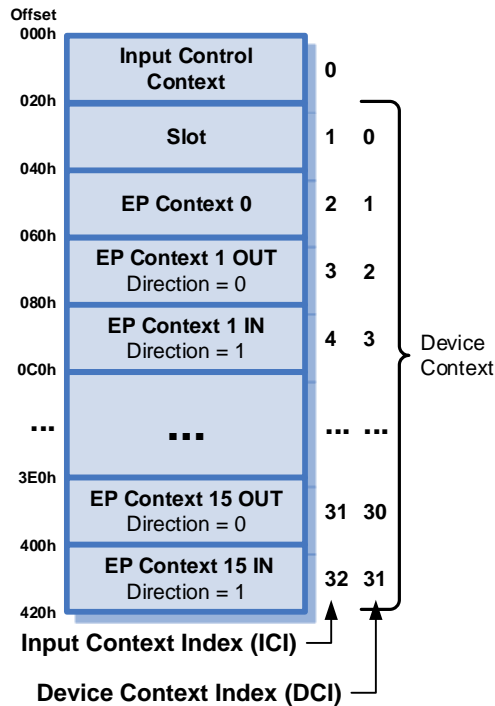 Offset
000h
Input Control
Context
0
020h
Slot
1 0
040h
EP Context 0
2 1
060h
EP Context 1 OUT
Direction = 0
3 2
080h
EP Context 1 IN
Direction = 1
4 3
Device
Context
0C0h
... ... ... ...
3E0h
EP Context 15 OUT
Direction = 0
31 30
400h
EP Context 15 IN
Direction = 1
32 31
420h
Input Context Index (ICI)
Device Context Index (DCI)